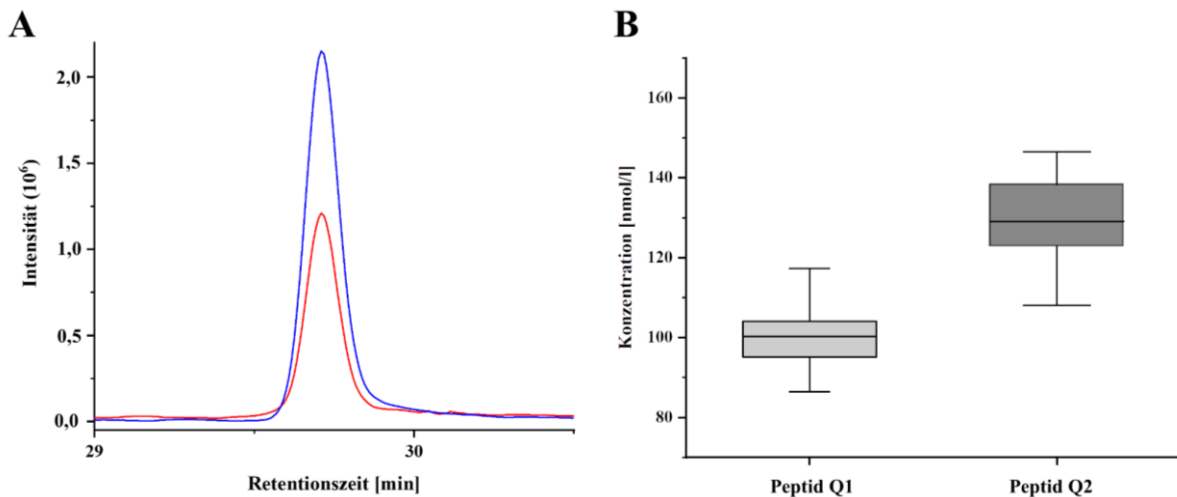 A
Intensität (10⁶)
2,0
1,5
1,0
0,5
0,0
29
30
Retentionszeit [min]
B
Konzentration [nmol/l]
160
140
120
100
80
Peptid Q1
Peptid Q2